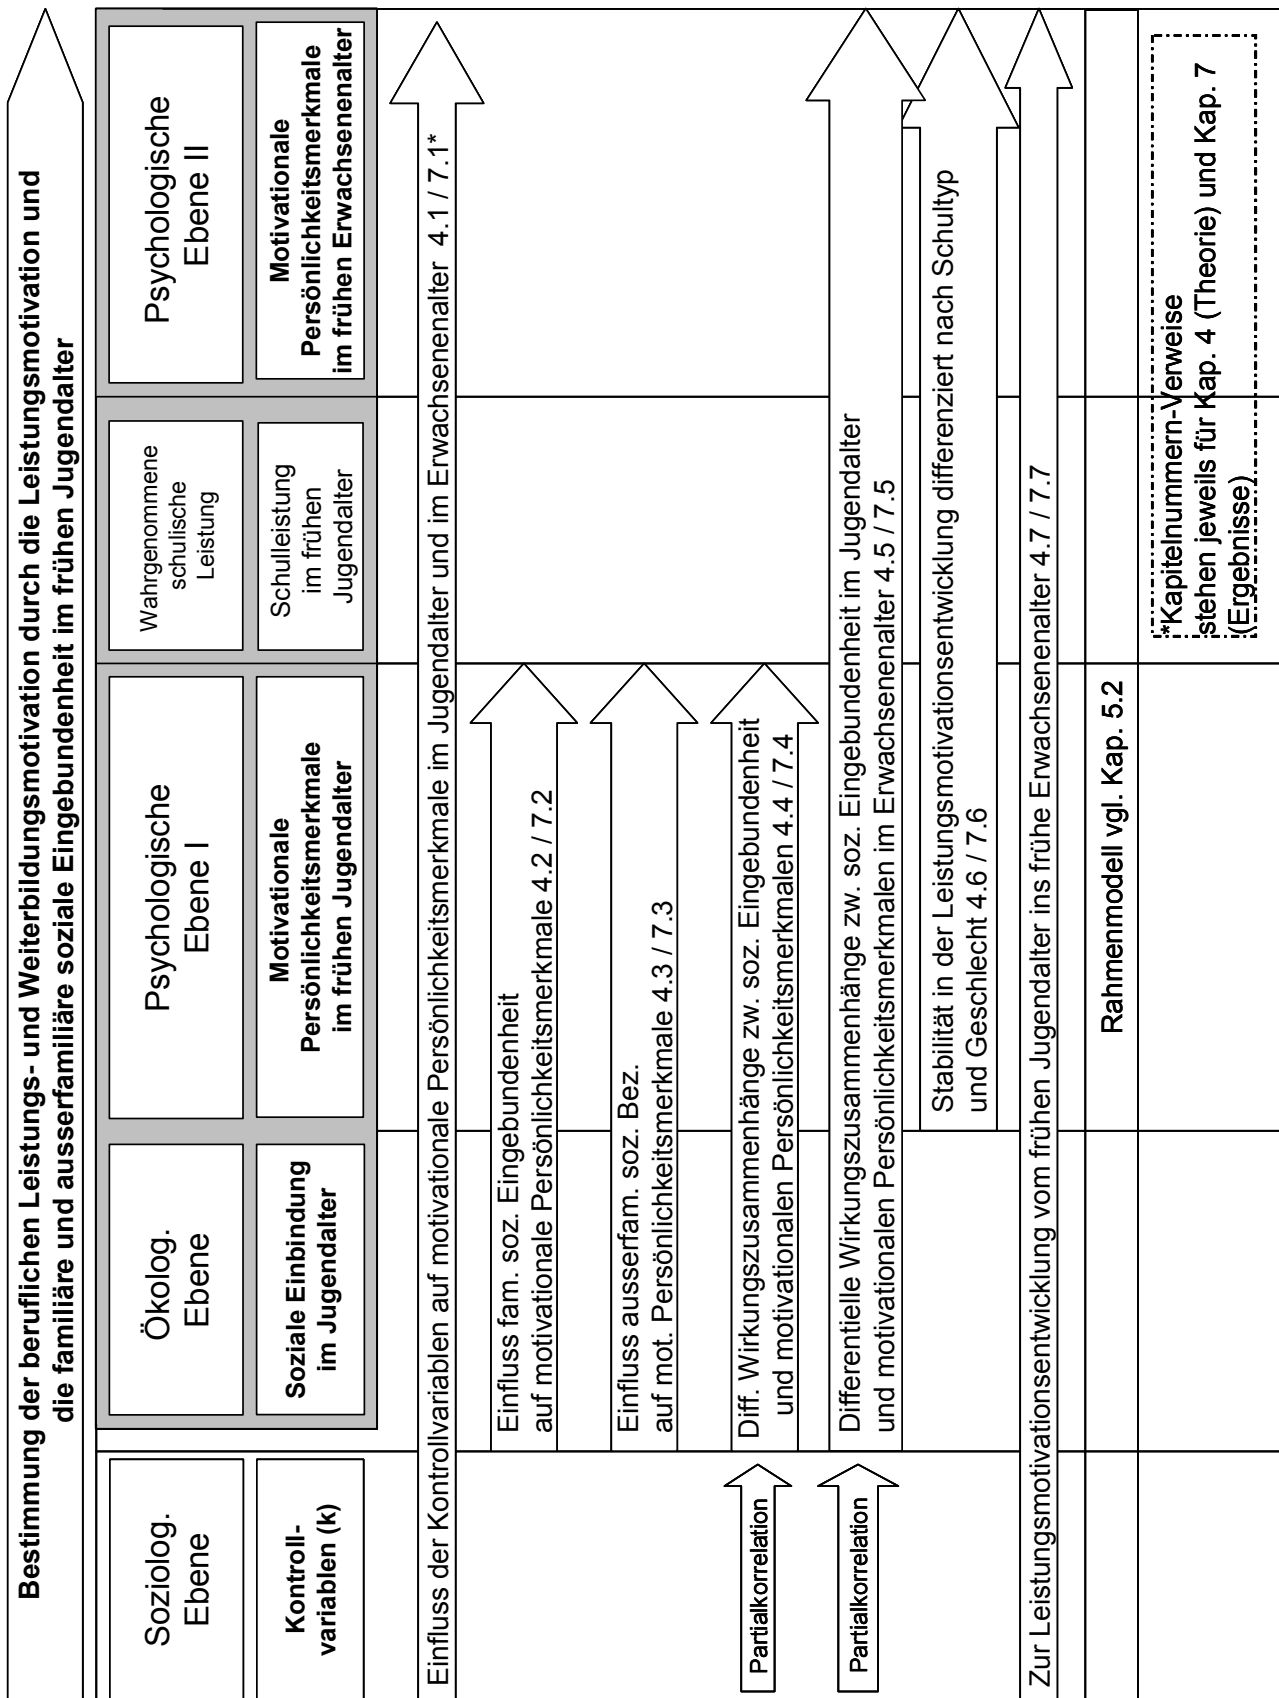 Bestimmung der beruflichen Leistungs- und Weiterbildungsmotivation durch die Leistungsmotivation und
die familiäre und ausserfamiliäre soziale Eingebundenheit im frühen Jugendalter
Soziolog.
Ebene
Ökolog.
Ebene
Psychologische
Ebene I
Wahrgenommene
schulische
Leistung
Psychologische
Ebene II
Kontroll-
variablen (k)
Soziale Einbindung
im Jugendalter
Motivationale
Persönlichkeitsmerkmale
im frühen Jugendalter
Schulleistung
im frühen
Jugendalter
Motivationale
Persönlichkeitsmerkmale
im frühen Erwachsenenalter
Einfluss der Kontrollvariablen auf motivationale Persönlichkeitsmerkmale im Jugendalter und im Erwachsenenalter 4.1 / 7.1*
Einfluss fam. soz. Eingebundenheit
auf motivationale Persönlichkeitsmerkmale 4.2 / 7.2
Einfluss ausserfam. soz. Bez.
auf mot. Persönlichkeitsmerkmale 4.3 / 7.3
Partialkorrelation
Diff. Wirkungszusammenhänge zw. soz. Eingebundenheit
und motivationalen Persönlichkeitsmerkmalen 4.4 / 7.4
Partialkorrelation
Differentielle Wirkungszusammenhänge zw. soz. Eingebundenheit im Jugendalter
und motivationalen Persönlichkeitsmerkmalen im Erwachsenenalter 4.5 / 7.5
Stabilität in der Leistungsmotivationsentwicklung differenziert nach Schultyp
und Geschlecht 4.6 / 7.6
Zur Leistungsmotivationsentwicklung vom frühen Jugendalter ins frühe Erwachsenenalter 4.7 / 7.7
Rahmenmodell vgl. Kap. 5.2
*Kapitelnummern-Verweise
stehen jeweils für Kap. 4 (Theorie) und Kap. 7
(Ergebnisse)